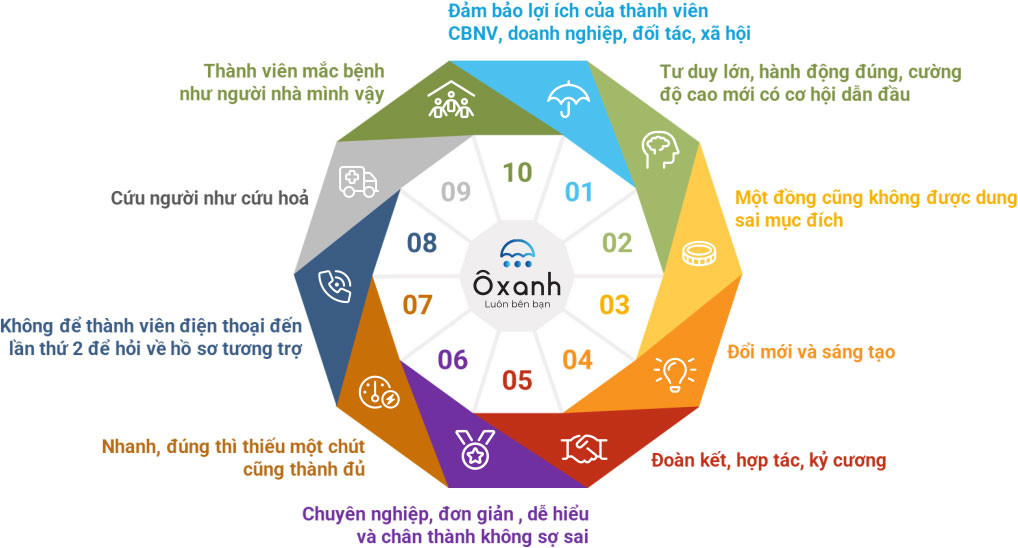 Đảm bảo lợi ích của thành viên
CBNV, doanh nghiệp, đối tác, xã hội
Thành viên mắc bệnh
như người nhà mình vậy
Tư duy lớn, hành động đúng, cường
độ cao mới có cơ hội dẫn đầu
Cứu người như cứu hoả
Một đồng cũng không được dung
sai mục đích
Không để thành viên điện thoại đến
lần thứ 2 để hỏi về hồ sơ tương trợ
Đổi mới và sáng tạo
Nhanh, đúng thì thiếu một chút
cũng thành đủ
Đoàn kết, hợp tác, kỷ cương
Chuyên nghiệp, đơn giản , dễ hiểu
và chân thành không sợ sai
10
01
02
03
04
05
06
07
08
09
Ôxanh
Luôn bên bạn